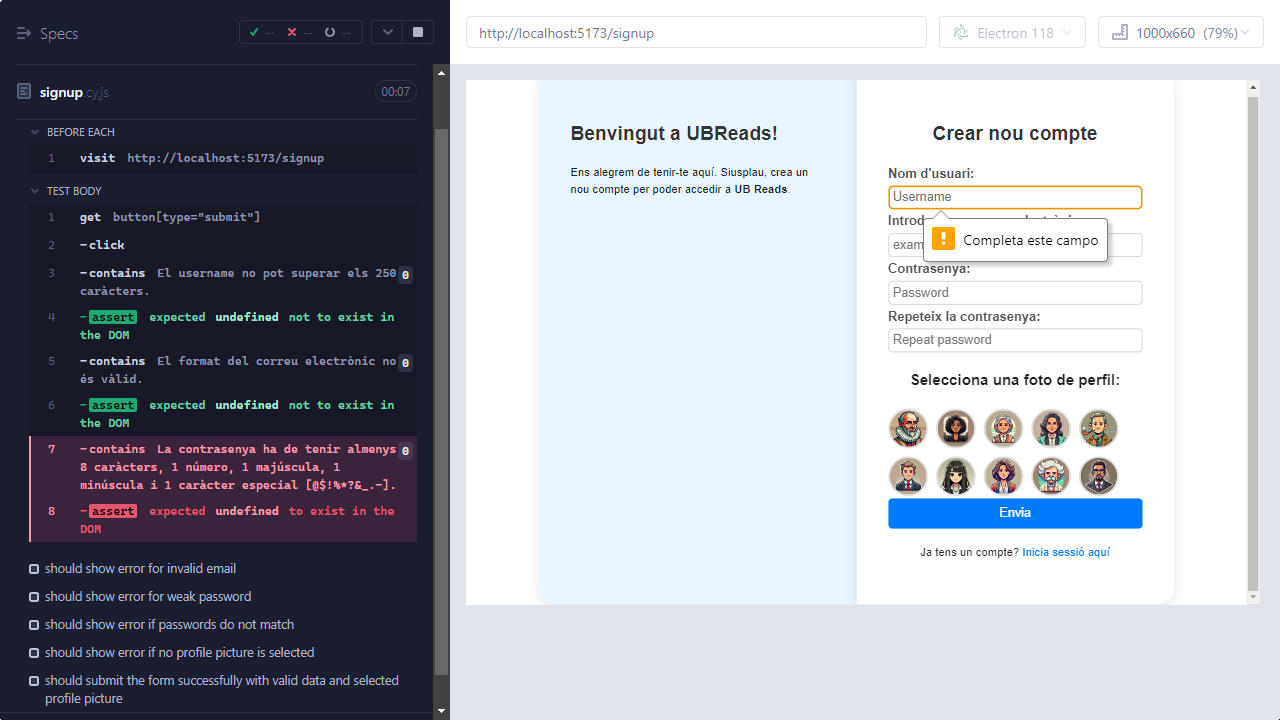 Specs
-- -- --
signup.cy.js 00:07
BEFORE EACH
1 visit http://localhost:5173/signup
TEST BODY
1 get button[type="submit"]
2 -click
3 -contains El username no pot superar els 250 0
caràcters.
4 -assert expected undefined not to exist in
the DOM
5 -contains El format del correu electrònic no 0
és vàlid.
6 -assert expected undefined not to exist in
the DOM
7 -contains La contrasenya ha de tenir almenys 0
8 caràcters, 1 número, 1 majúscula, 1
minúscula i 1 caràcter especial [@$!%*?&_.-].
8 -assert expected undefined to exist in the
DOM
should show error for invalid email
should show error for weak password
should show error if passwords do not match
should show error if no profile picture is selected
should submit the form successfully with valid data and selected
profile picture
http://localhost:5173/signup
Electron 118
1000x660 (79%)
Benvingut a UBReads!
Ens alegrem de tenir-te aquí. Siusplau, crea un
nou compte per poder accedir a UB Reads.
Crear nou compte
Nom d'usuari:
Username
Completa este campo
Contrasenya:
Password
Repeteix la contrasenya:
Repeat password
Selecciona una foto de perfil:
Envia
Ja tens un compte? Inicia sessió aquí